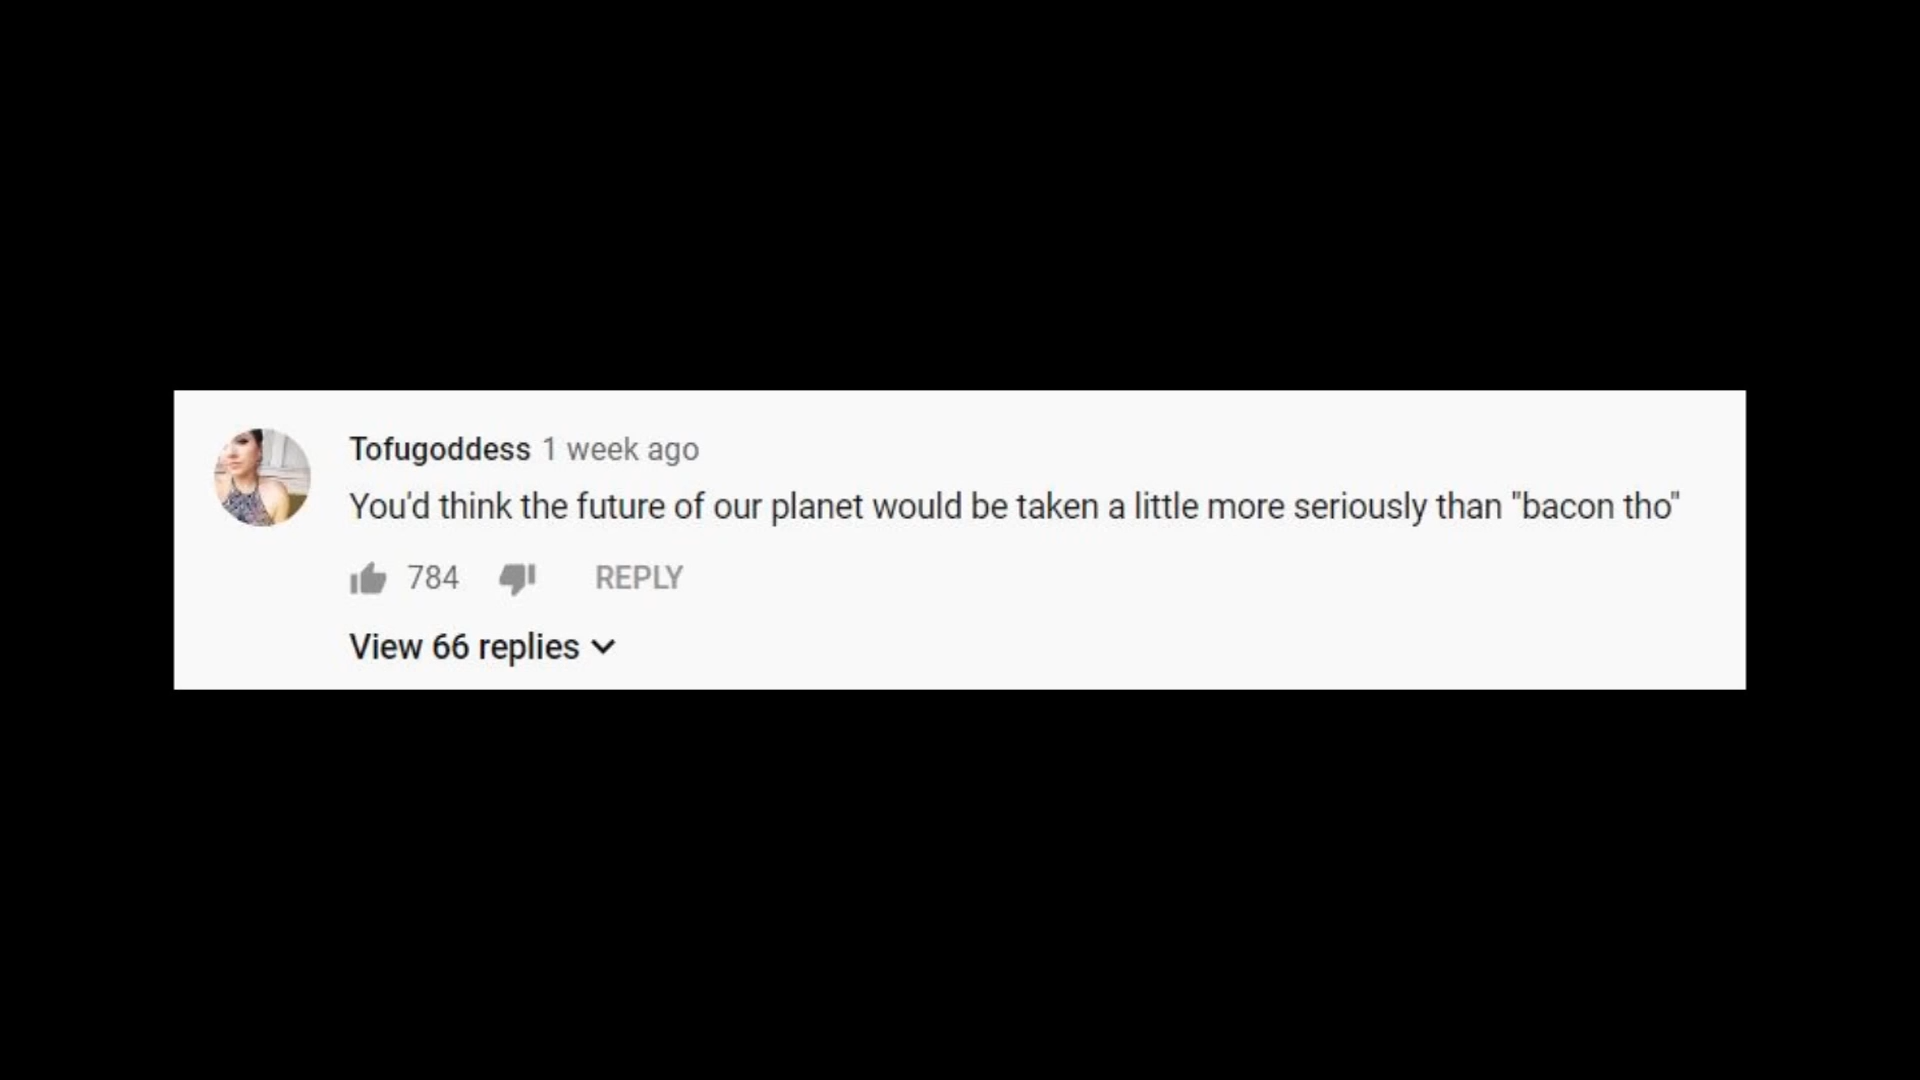 Tofugoddess 1 week ago
You'd think the future of our planet would be taken a little more seriously than "bacon tho"
784 REPLY
View 66 replies